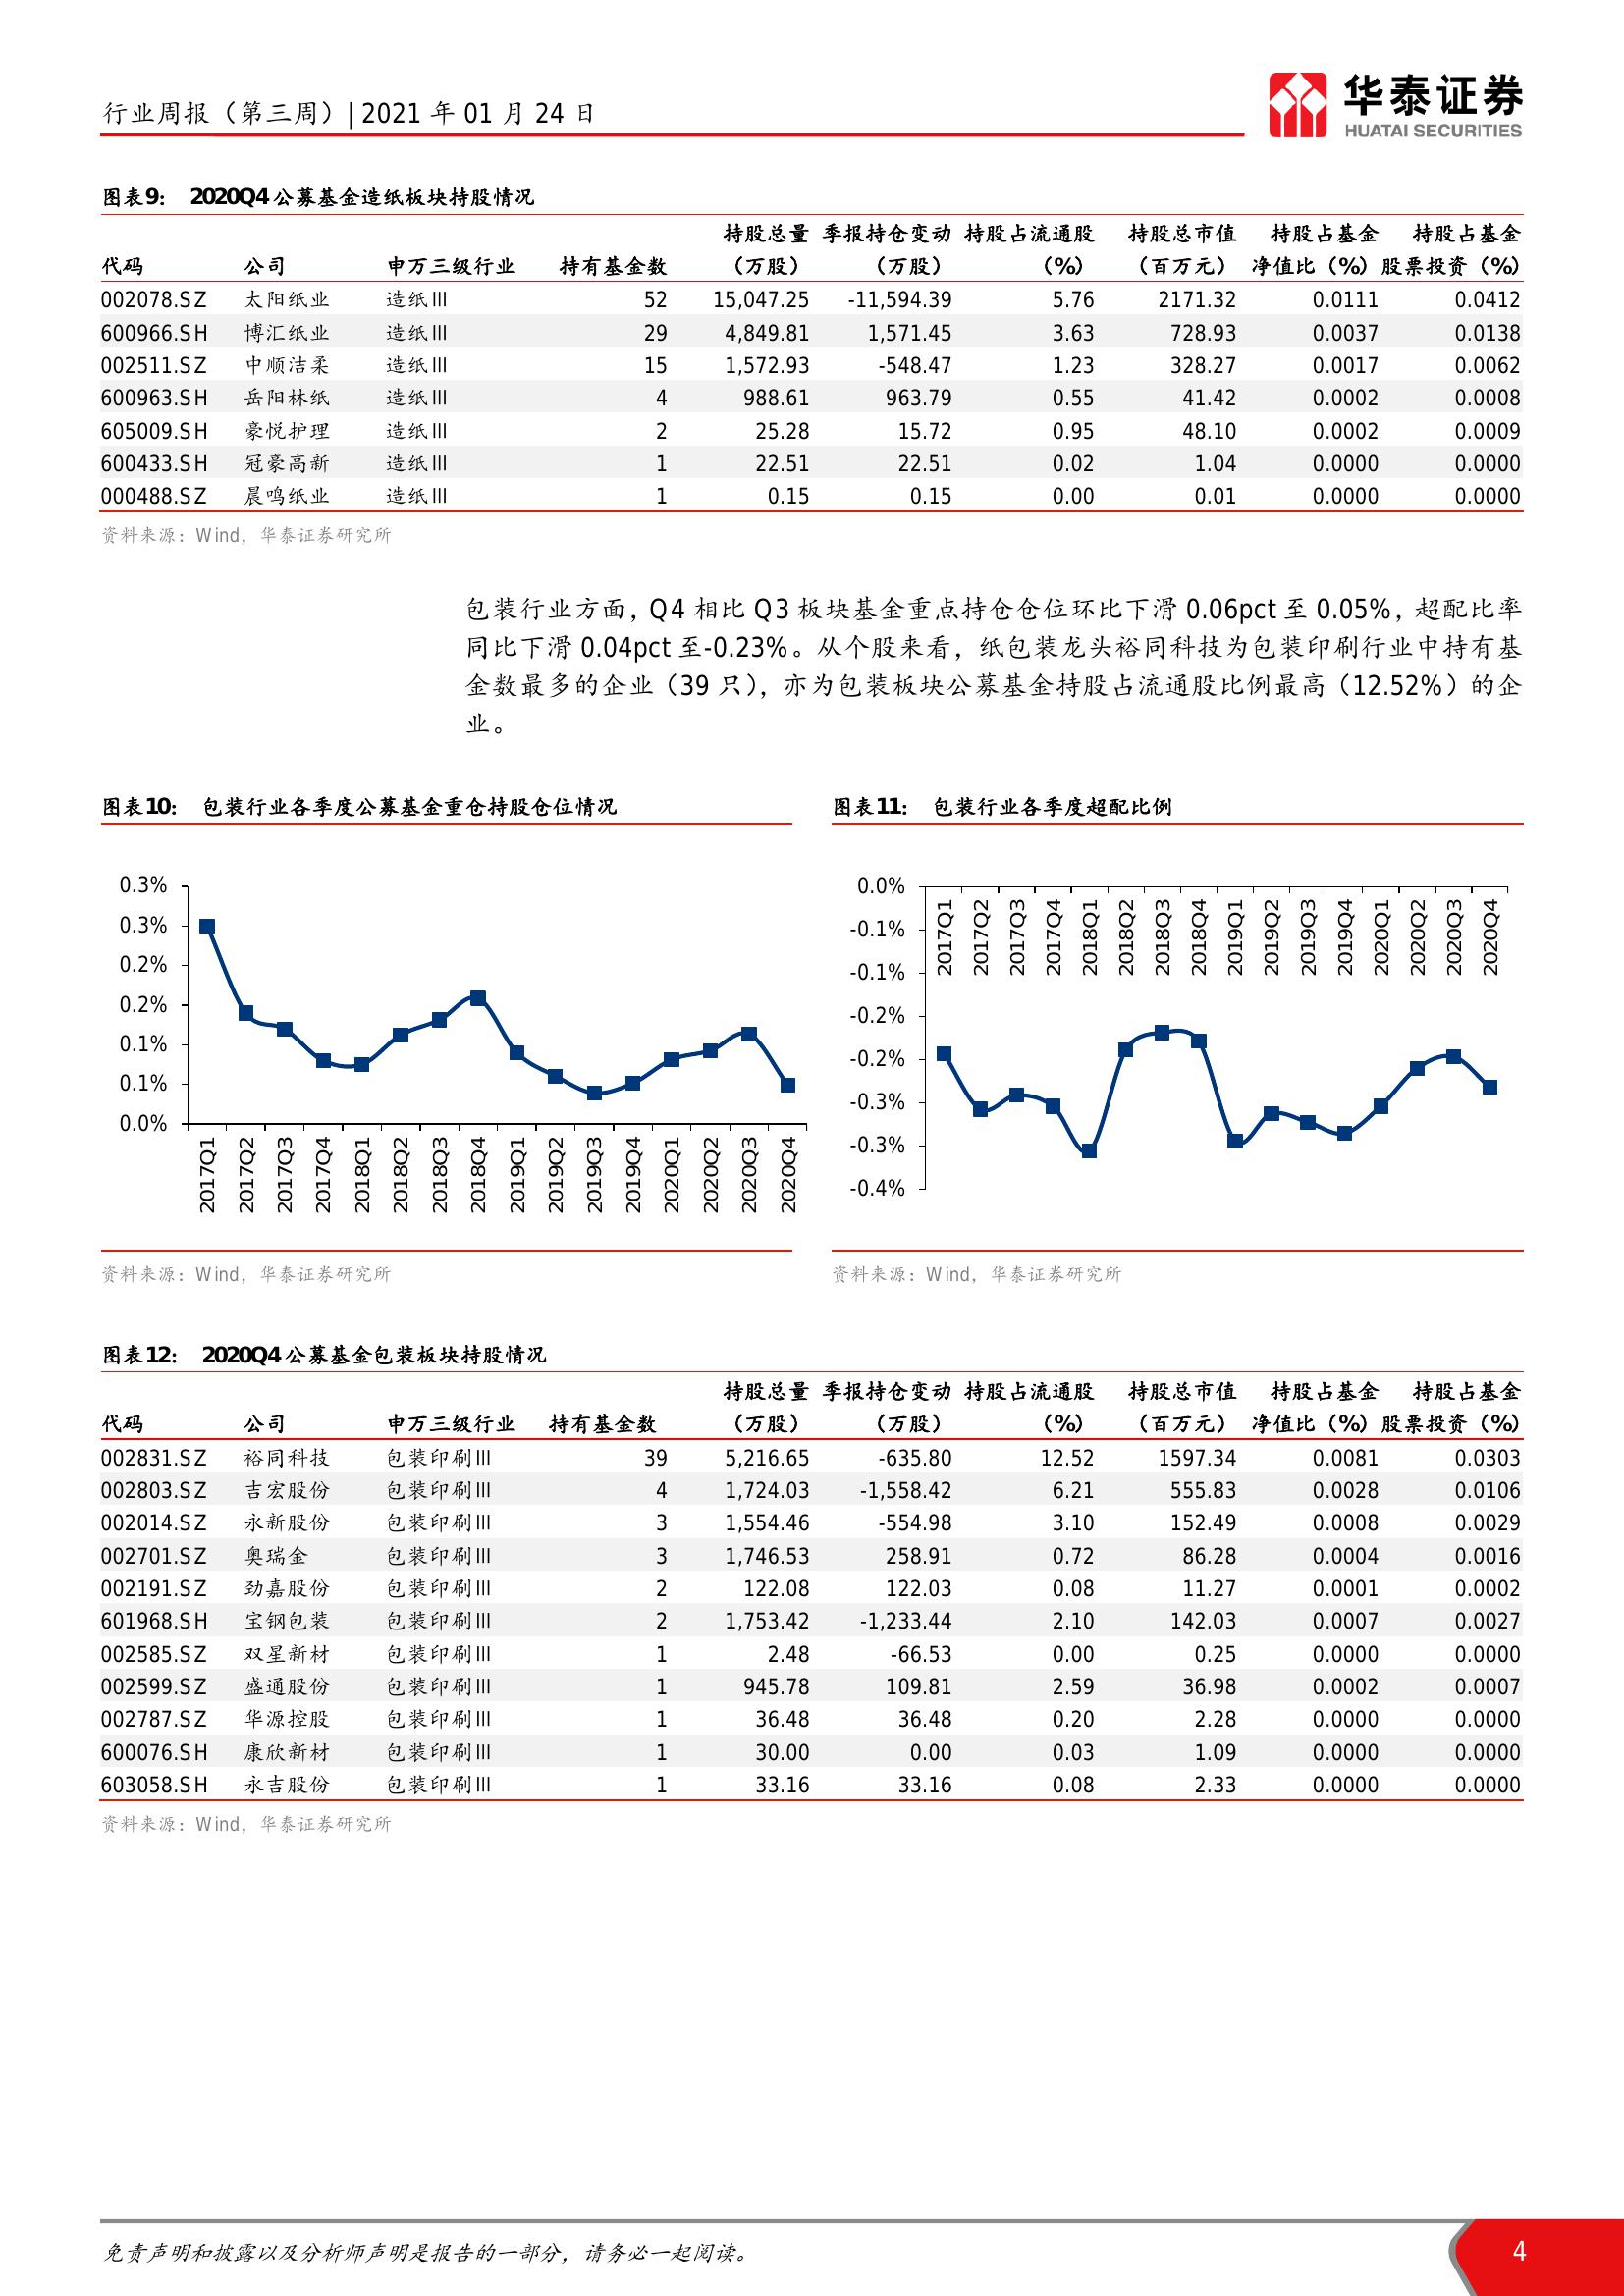 行业周报（第三周）| 2021 年 01 月 24 日
华泰证券
HUATAI SECURITIES
图表9： 2020Q4 公募基金造纸板块持股情况
持股总量 季报持仓变动 持股占流通股 持股总市值 持股占基金 持股占基金
代码 公司 申万三级行业 持有基金数 （万股） （万股） （%） （百万元） 净值比（%） 股票投资（%）
002078.SZ 太阳纸业 造纸Ⅲ 52 15,047.25 -11,594.39 5.76 2171.32 0.0111 0.0412
600966.SH 博汇纸业 造纸Ⅲ 29 4,849.81 1,571.45 3.63 728.93 0.0037 0.0138
002511.SZ 中顺洁柔 造纸Ⅲ 15 1,572.93 -548.47 1.23 328.27 0.0017 0.0062
600963.SH 岳阳林纸 造纸Ⅲ 4 988.61 963.79 0.55 41.42 0.0002 0.0008
605009.SH 豪悦护理 造纸Ⅲ 2 25.28 15.72 0.95 48.10 0.0002 0.0009
600433.SH 冠豪高新 造纸Ⅲ 1 22.51 22.51 0.02 1.04 0.0000 0.0000
000488.SZ 晨鸣纸业 造纸Ⅲ 1 0.15 0.15 0.00 0.01 0.0000 0.0000
资料来源：Wind，华泰证券研究所
包装行业方面，Q4 相比 Q3 板块基金重点持仓仓位环比下滑 0.06pct 至 0.05%，超配比率
同比下滑 0.04pct 至-0.23%。从个股来看，纸包装龙头裕同科技为包装印刷行业中持有基
金数最多的企业（39 只），亦为包装板块公募基金持股占流通股比例最高（12.52%）的企
业。
图表10： 包装行业各季度公募基金重仓持股仓位情况
0.3%
0.3%
0.2%
0.2%
0.1%
0.1%
0.0%
2017Q1 2017Q2 2017Q3 2017Q4 2018Q1 2018Q2 2018Q3 2018Q4 2019Q1 2019Q2 2019Q3 2019Q4 2020Q1 2020Q2 2020Q3 2020Q4
资料来源：Wind，华泰证券研究所
图表11： 包装行业各季度超配比例
0.0%
-0.1%
-0.1%
-0.2%
-0.2%
-0.3%
-0.3%
-0.4%
2017Q1 2017Q2 2017Q3 2017Q4 2018Q1 2018Q2 2018Q3 2018Q4 2019Q1 2019Q2 2019Q3 2019Q4 2020Q1 2020Q2 2020Q3 2020Q4
资料来源：Wind，华泰证券研究所
图表12： 2020Q4 公募基金包装板块持股情况
持股总量 季报持仓变动 持股占流通股 持股总市值 持股占基金 持股占基金
代码 公司 申万三级行业 持有基金数 （万股） （万股） （%） （百万元） 净值比（%） 股票投资（%）
002831.SZ 裕同科技 包装印刷Ⅲ 39 5,216.65 -635.80 12.52 1597.34 0.0081 0.0303
002803.SZ 吉宏股份 包装印刷Ⅲ 4 1,724.03 -1,558.42 6.21 555.83 0.0028 0.0106
002014.SZ 永新股份 包装印刷Ⅲ 3 1,554.46 -554.98 3.10 152.49 0.0008 0.0029
002701.SZ 奥瑞金 包装印刷Ⅲ 3 1,746.53 258.91 0.72 86.28 0.0004 0.0016
002191.SZ 劲嘉股份 包装印刷Ⅲ 2 122.08 122.03 0.08 11.27 0.0001 0.0002
601968.SH 宝钢包装 包装印刷Ⅲ 2 1,753.42 -1,233.44 2.10 142.03 0.0007 0.0027
002585.SZ 双星新材 包装印刷Ⅲ 1 2.48 -66.53 0.00 0.25 0.0000 0.0000
002599.SZ 盛通股份 包装印刷Ⅲ 1 945.78 109.81 2.59 36.98 0.0002 0.0007
002787.SZ 华源控股 包装印刷Ⅲ 1 36.48 36.48 0.20 2.28 0.0000 0.0000
600076.SH 康欣新材 包装印刷Ⅲ 1 30.00 0.00 0.03 1.09 0.0000 0.0000
603058.SH 永吉股份 包装印刷Ⅲ 1 33.16 33.16 0.08 2.33 0.0000 0.0000
资料来源：Wind，华泰证券研究所
免责声明和披露以及分析师声明是报告的一部分，请务必一起阅读。
4